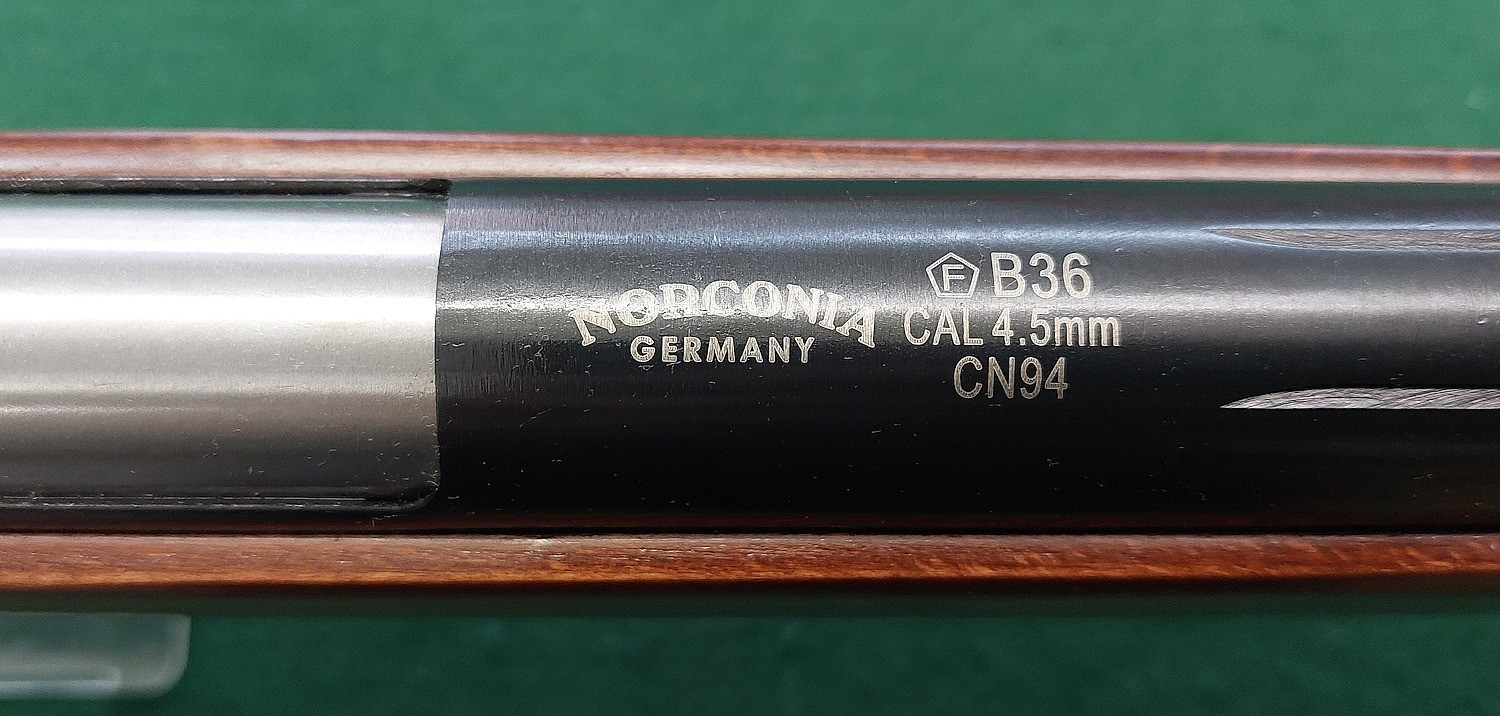 NORCONIA
GERMANY
F B36
CAL 4.5mm
CN94